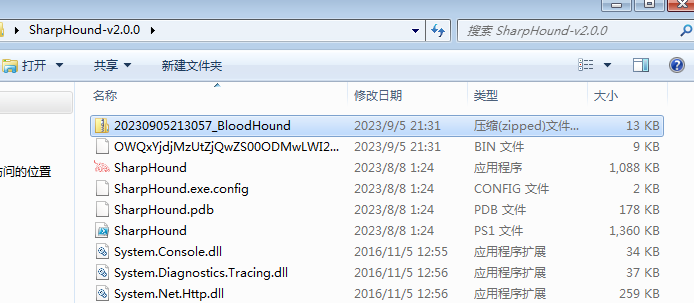 SharpHound-v2.0.0
搜索 SharpHound-v2.0.0
打开 共享 新建文件夹
名称 修改日期 类型 大小
20230905213057_BloodHound 2023/9/5 21:31 压缩(zipped)文件... 13 KB
OWQxYjdjMzUtZjQwZS00ODMwLWI2... 2023/9/5 21:31 BIN 文件 9 KB
访问的位置
SharpHound 2023/8/8 1:24 应用程序 1,088 KB
SharpHound.exe.config 2023/8/8 1:24 CONFIG 文件 2 KB
SharpHound.pdb 2023/8/8 1:24 PDB 文件 178 KB
SharpHound 2023/8/8 1:24 PS1 文件 1,360 KB
System.Console.dll 2016/11/5 12:55 应用程序扩展 34 KB
System.Diagnostics.Tracing.dll 2016/11/5 12:56 应用程序扩展 37 KB
System.Net.Http.dll 2016/11/5 12:56 应用程序扩展 259 KB